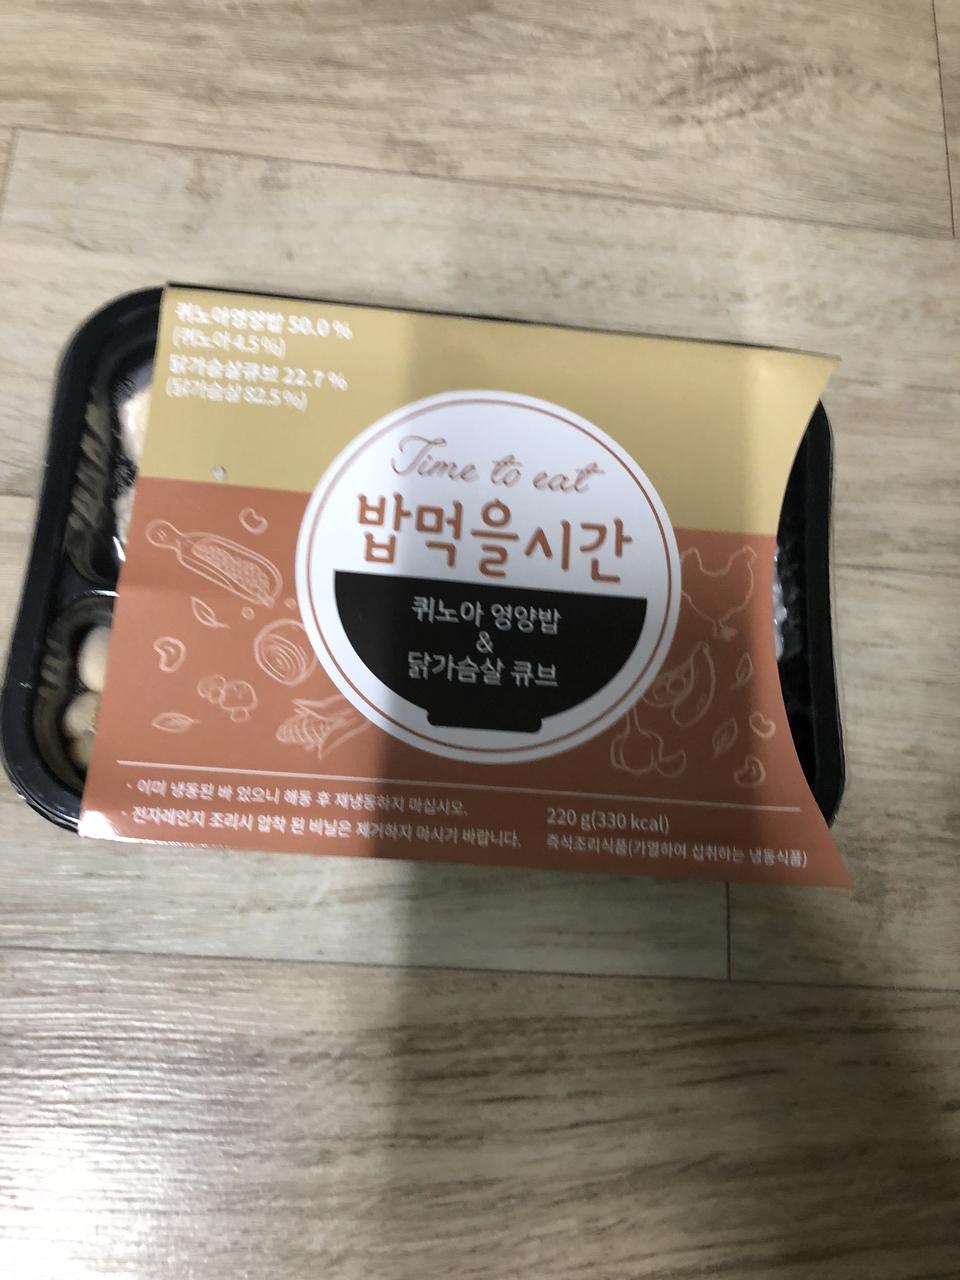 퀴노아영양밥 50.0 %
(퀴노아 4.5 %)
닭가슴살큐브 22.7 %
(닭가슴살 82.5 %)
Time to eat
밥먹을시간
퀴노아 영양밥
&
닭가슴살 큐브
· 이미 냉동된 바 있으니 해동 후 재냉동하지 마십시오.
· 전자레인지 조리시 압착 된 비닐은 제거하지 마시기 바랍니다.
220 g(330 kcal)
즉석조리식품(가열하여 섭취하는 냉동식품)